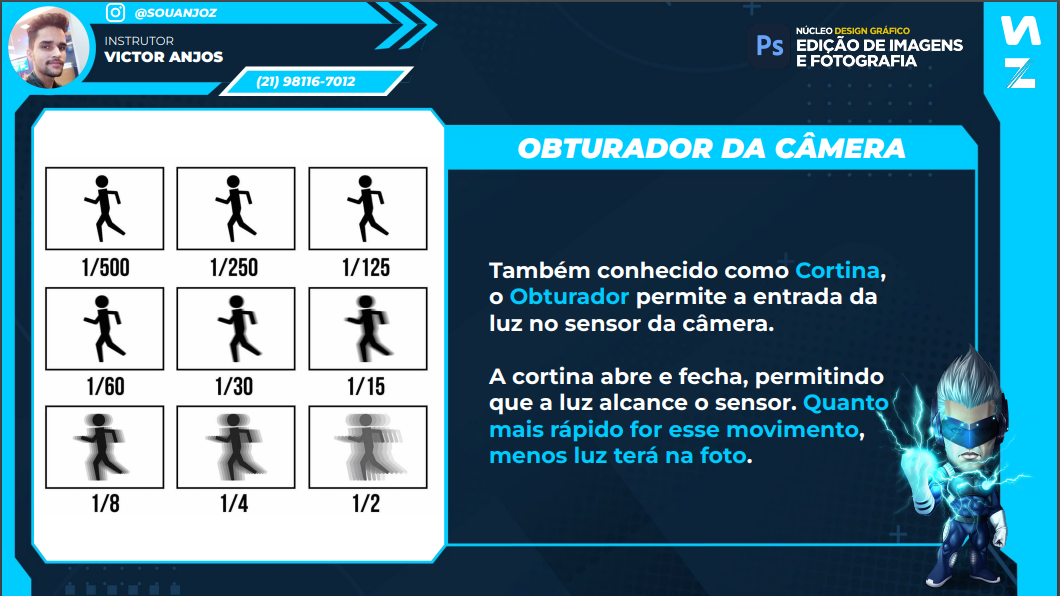 @SOUANJOZ
INSTRUTOR
VICTOR ANJOS
(21) 98116-7012
Ps
NÚCLEO DESIGN GRÁFICO
EDIÇÃO DE IMAGENS
E FOTOGRAFIA
OBTURADOR DA CÂMERA
1/500
1/250
1/125
1/60
1/30
1/15
1/8
1/4
1/2
Também conhecido como Cortina,
o Obturador permite a entrada da
luz no sensor da câmera.
A cortina abre e fecha, permitindo
que a luz alcance o sensor. Quanto
mais rápido for esse movimento,
menos luz terá na foto.